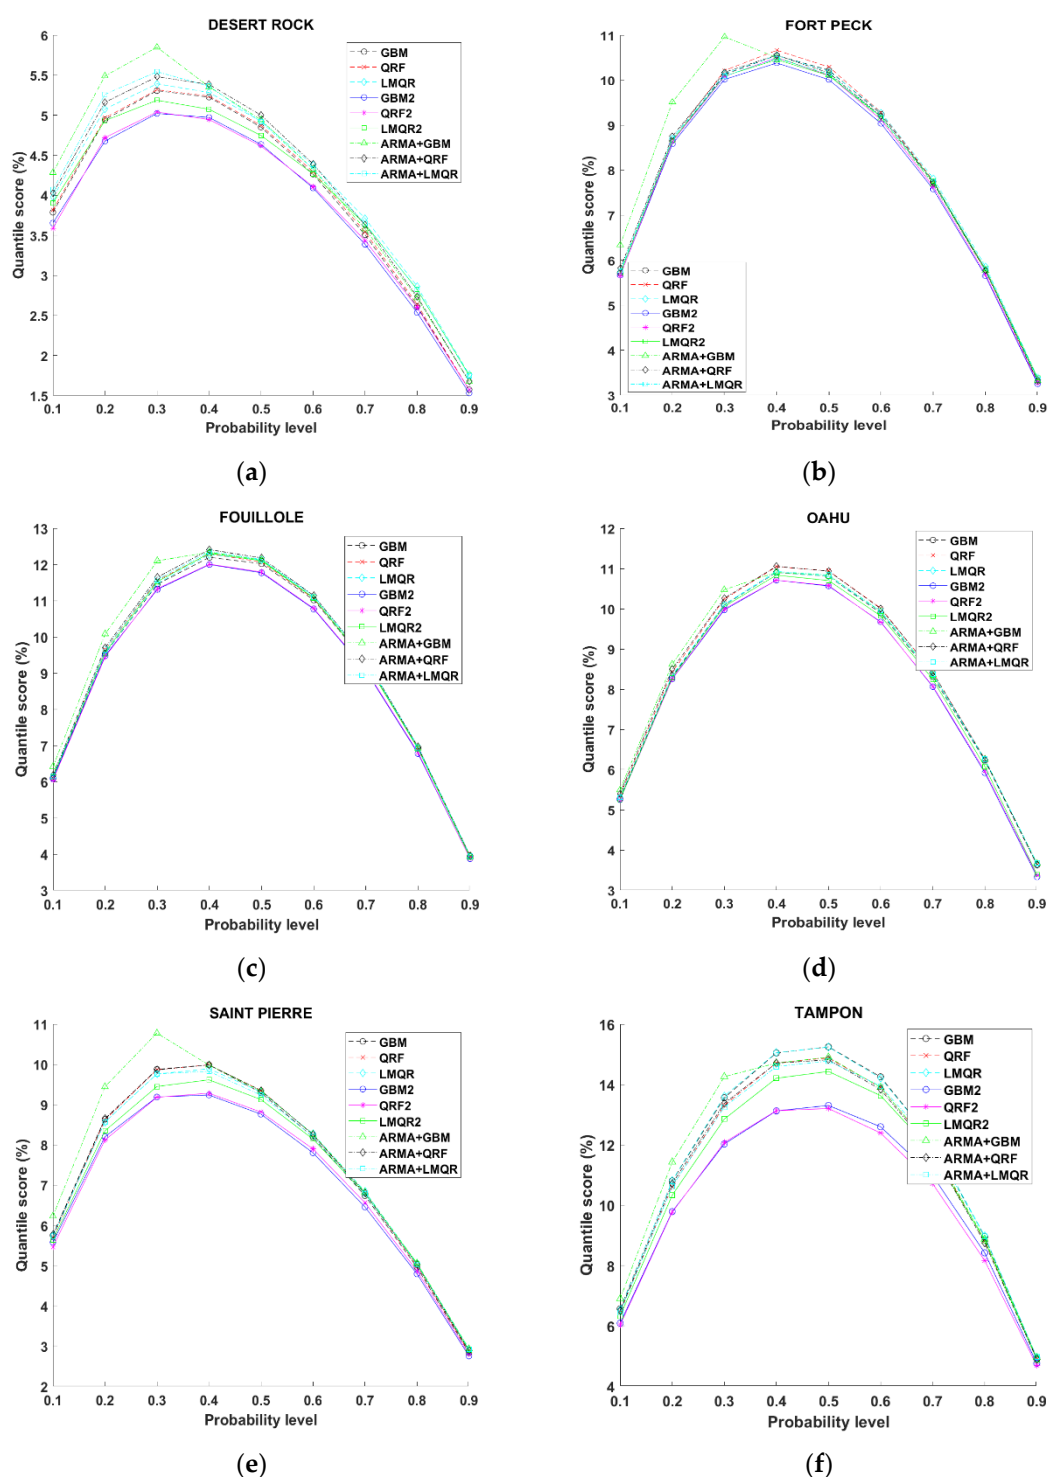 DESERT ROCK
6
5.5
5
4.5
4
3.5
3
2.5
2
1.5
Quantile score (%)
0.1 0.2 0.3 0.4 0.5 0.6 0.7 0.8 0.9
Probability level
GBM
QRF
LMQR
GBM2
QRF2
LMQR2
ARMA+GBM
ARMA+QRF
ARMA+LMQR
(a)
FORT PECK
11
10
9
8
7
6
5
4
3
Quantile score (%)
0.1 0.2 0.3 0.4 0.5 0.6 0.7 0.8 0.9
Probability level
GBM
QRF
LMQR
GBM2
QRF2
LMQR2
ARMA+GBM
ARMA+QRF
ARMA+LMQR
(b)
FOUILLOLE
13
12
11
10
9
8
7
6
5
4
3
Quantile score (%)
0.1 0.2 0.3 0.4 0.5 0.6 0.7 0.8 0.9
Probability level
GBM
QRF
LMQR
GBM2
QRF2
LMQR2
ARMA+GBM
ARMA+QRF
ARMA+LMQR
(c)
OAHU
12
11
10
9
8
7
6
5
4
3
Quantile score (%)
0.1 0.2 0.3 0.4 0.5 0.6 0.7 0.8 0.9
Probability level
GBM
QRF
LMQR
GBM2
QRF2
LMQR2
ARMA+GBM
ARMA+QRF
ARMA+LMQR
(d)
SAINT PIERRE
11
10
9
8
7
6
5
4
3
2
Quantile score (%)
0.1 0.2 0.3 0.4 0.5 0.6 0.7 0.8 0.9
Probability level
GBM
QRF
LMQR
GBM2
QRF2
LMQR2
ARMA+GBM
ARMA+QRF
ARMA+LMQR
(e)
TAMPON
16
14
12
10
8
6
4
Quantile score (%)
0.1 0.2 0.3 0.4 0.5 0.6 0.7 0.8 0.9
Probability level
GBM
QRF
LMQR
GBM2
QRF2
LMQR2
ARMA+GBM
ARMA+QRF
ARMA+LMQR
(f)